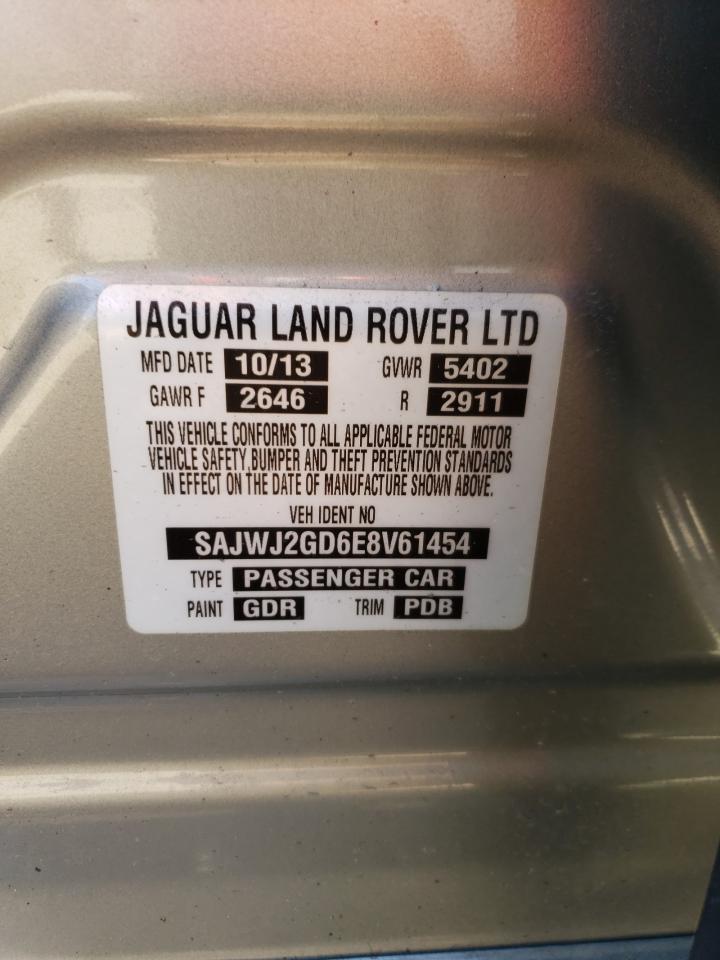 JAGUAR LAND ROVER LTD
MFD DATE 10/13 GVWR 5402
GAWR F 2646 R 2911
THIS VEHICLE CONFORMS TO ALL APPLICABLE FEDERAL MOTOR
VEHICLE SAFETY, BUMPER AND THEFT PREVENTION STANDARDS
IN EFFECT ON THE DATE OF MANUFACTURE SHOWN ABOVE.
VEH IDENT NO
SAJWJ2GD6E8V61454
TYPE PASSENGER CAR
PAINT GDR TRIM PDB